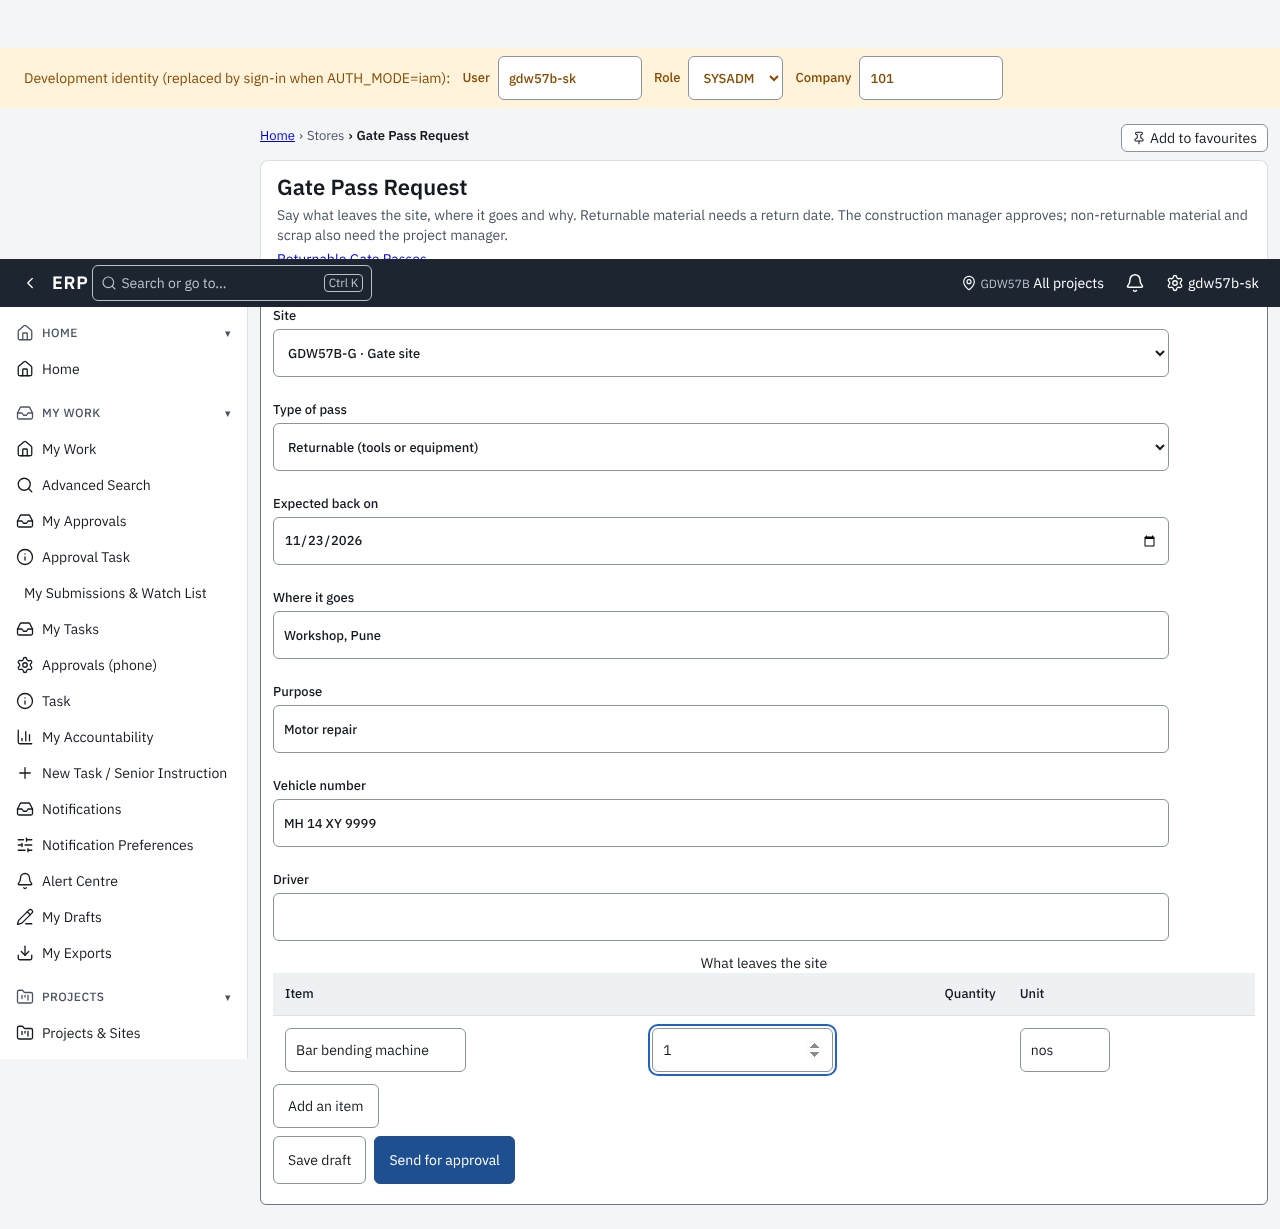 Development identity (replaced by sign-in when AUTH_MODE=iam): User gdw57b-sk Role SYSADM Company 101
Home › Stores › Gate Pass Request
Add to favourites
Gate Pass Request
Say what leaves the site, where it goes and why. Returnable material needs a return date. The construction manager approves; non-returnable material and
scrap also need the project manager.
Returnable Gate Passes
ERP
Search or go to...
Ctrl K
GDW57B All projects
gdw57b-sk
HOME
Home
MY WORK
My Work
Advanced Search
My Approvals
Approval Task
My Submissions & Watch List
My Tasks
Approvals (phone)
Task
My Accountability
New Task / Senior Instruction
Notifications
Notification Preferences
Alert Centre
My Drafts
My Exports
PROJECTS
Projects & Sites
Site
GDW57B-G · Gate site
Type of pass
Returnable (tools or equipment)
Expected back on
11/23/2026
Where it goes
Workshop, Pune
Purpose
Motor repair
Vehicle number
MH 14 XY 9999
Driver
What leaves the site
Item Quantity Unit
Bar bending machine 1 nos
Add an item
Save draft
Send for approval